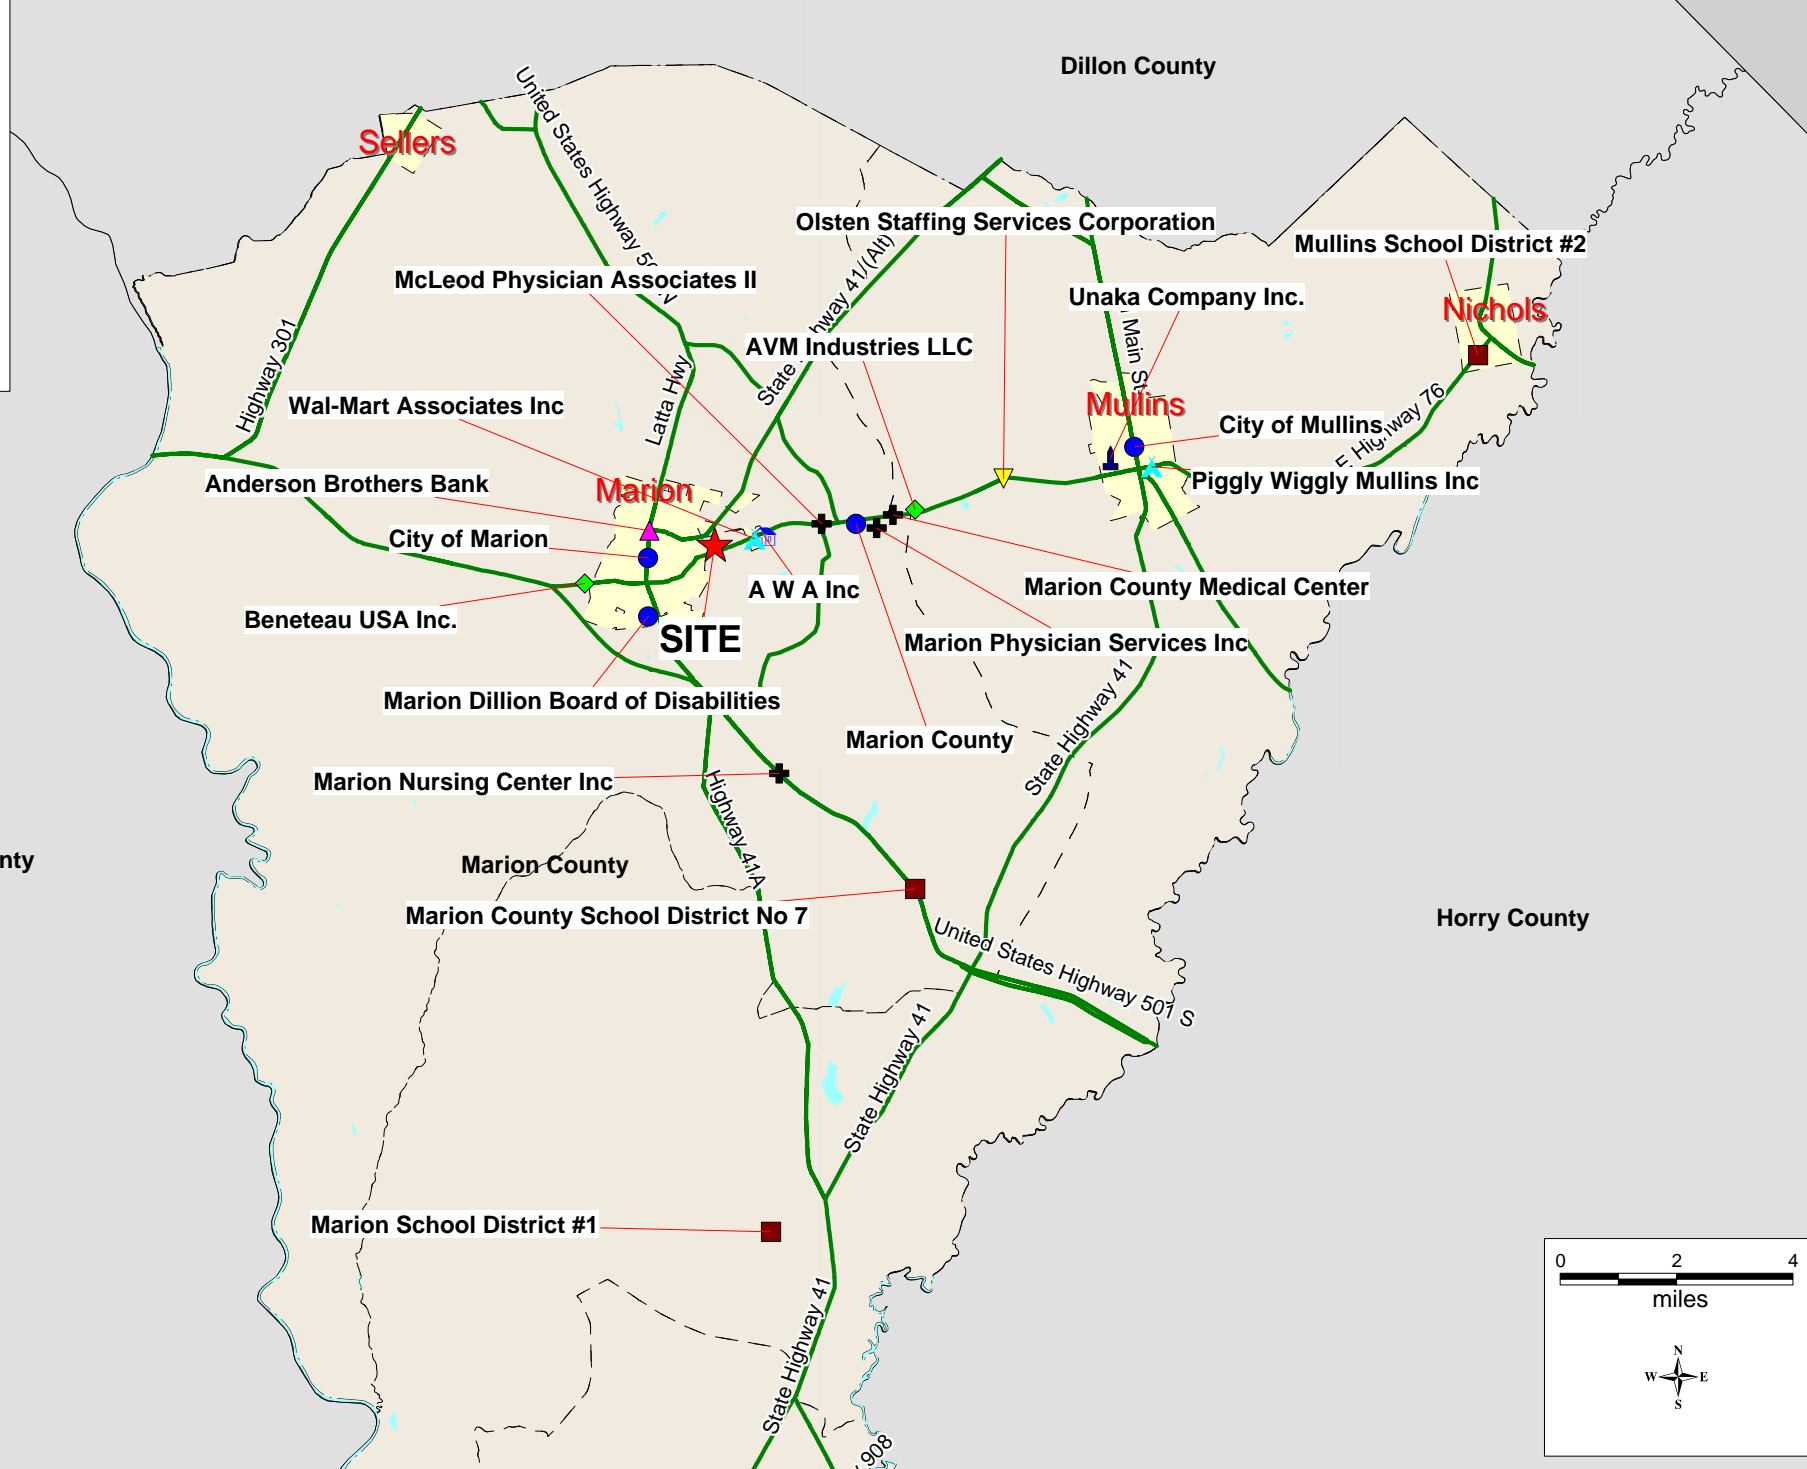 Dillon County
United States Highway 50
N
Sellers
Olsten Staffing Services Corporation
Mullins School District #2
McLeod Physician Associates II
State
hway 41/(Alt)
Unaka Company Inc.
Nichols
AVM Industries LLC
Main St
Highway 301
Latta Hwy
Wal-Mart Associates Inc
Mullins
City of Mullins
E Highway 76
Anderson Brothers Bank
Marion
Piggly Wiggly Mullins Inc
City of Marion
A W A Inc
Marion County Medical Center
Beneteau USA Inc.
SITE
Marion Physician Services Inc
Marion Dillion Board of Disabilities
State Highway 41
Marion County
Marion Nursing Center Inc
Highway 41A
nty
Marion County
Marion County School District No 7
Horry County
United States Highway 501 S
State Highway 41
Marion School District #1
State Highway 41
0 2 4
miles
N
W E
S
908